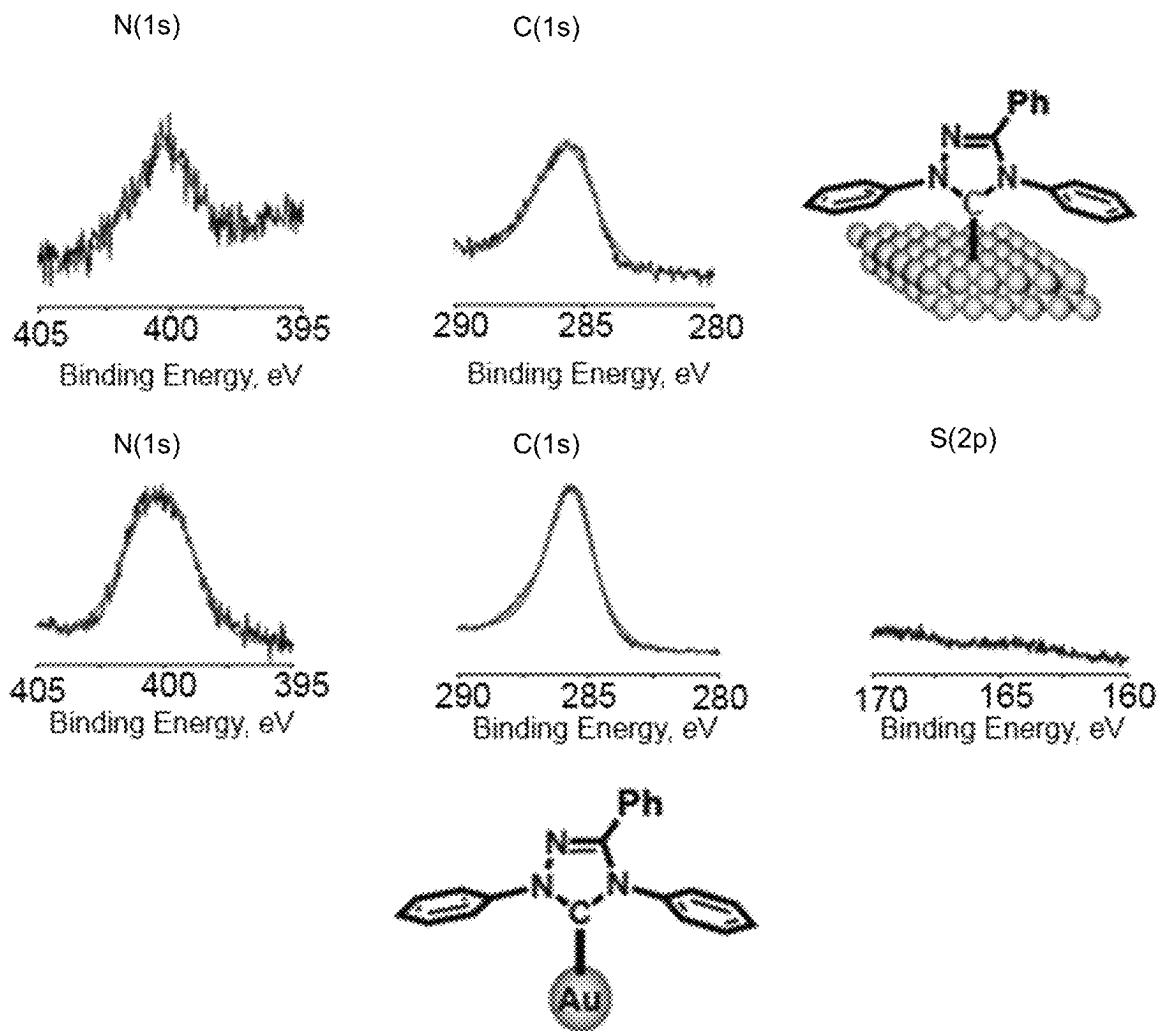 N(1s) C(1s)
Ph
N
N N
C
405 400 395 290 285 280
Binding Energy, eV Binding Energy, eV
N(1s) C(1s) S(2p)
405 400 395 290 285 280 170 165 160
Binding Energy, eV Binding Energy, eV Binding Energy, eV
Ph
N
N N
C
Au